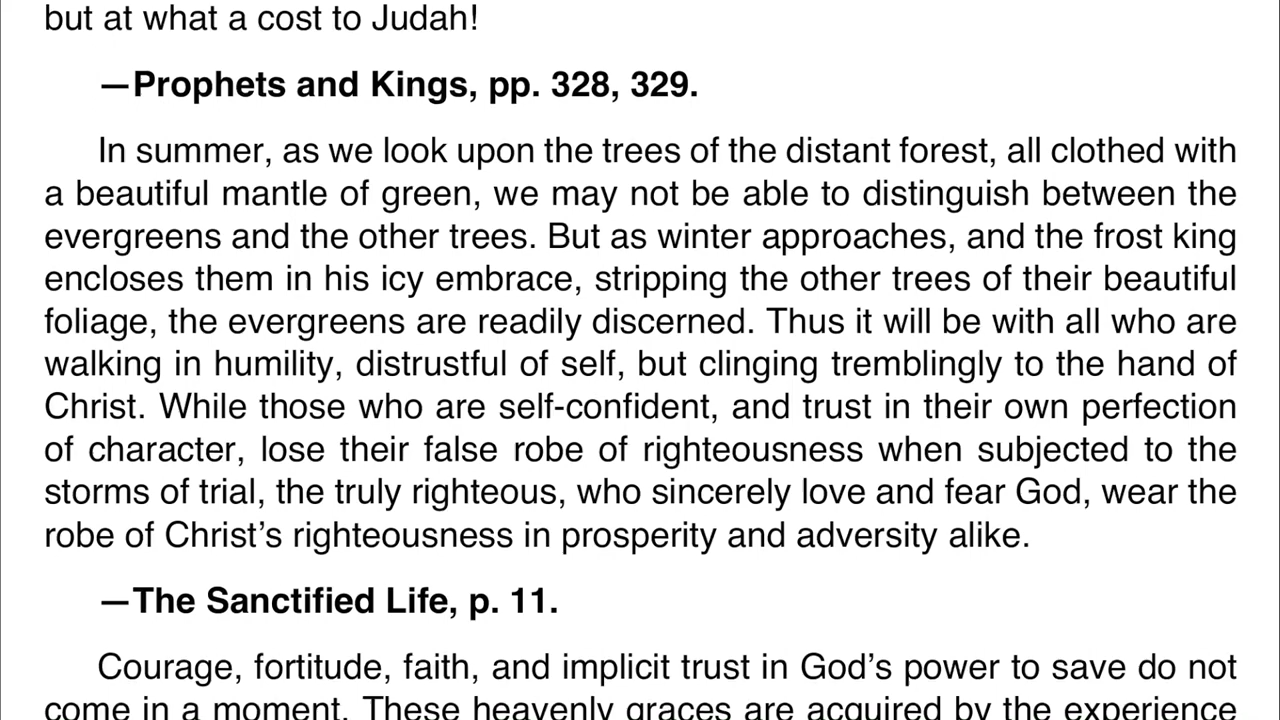 but at what a cost to Judah!
—Prophets and Kings, pp. 328, 329.
In summer, as we look upon the trees of the distant forest, all clothed with
a beautiful mantle of green, we may not be able to distinguish between the
evergreens and the other trees. But as winter approaches, and the frost king
encloses them in his icy embrace, stripping the other trees of their beautiful
foliage, the evergreens are readily discerned. Thus it will be with all who are
walking in humility, distrustful of self, but clinging tremblingly to the hand of
Christ. While those who are self-confident, and trust in their own perfection
of character, lose their false robe of righteousness when subjected to the
storms of trial, the truly righteous, who sincerely love and fear God, wear the
robe of Christ’s righteousness in prosperity and adversity alike.
—The Sanctified Life, p. 11.
Courage, fortitude, faith, and implicit trust in God’s power to save do not
come in a moment. These heavenly graces are acquired by the experience